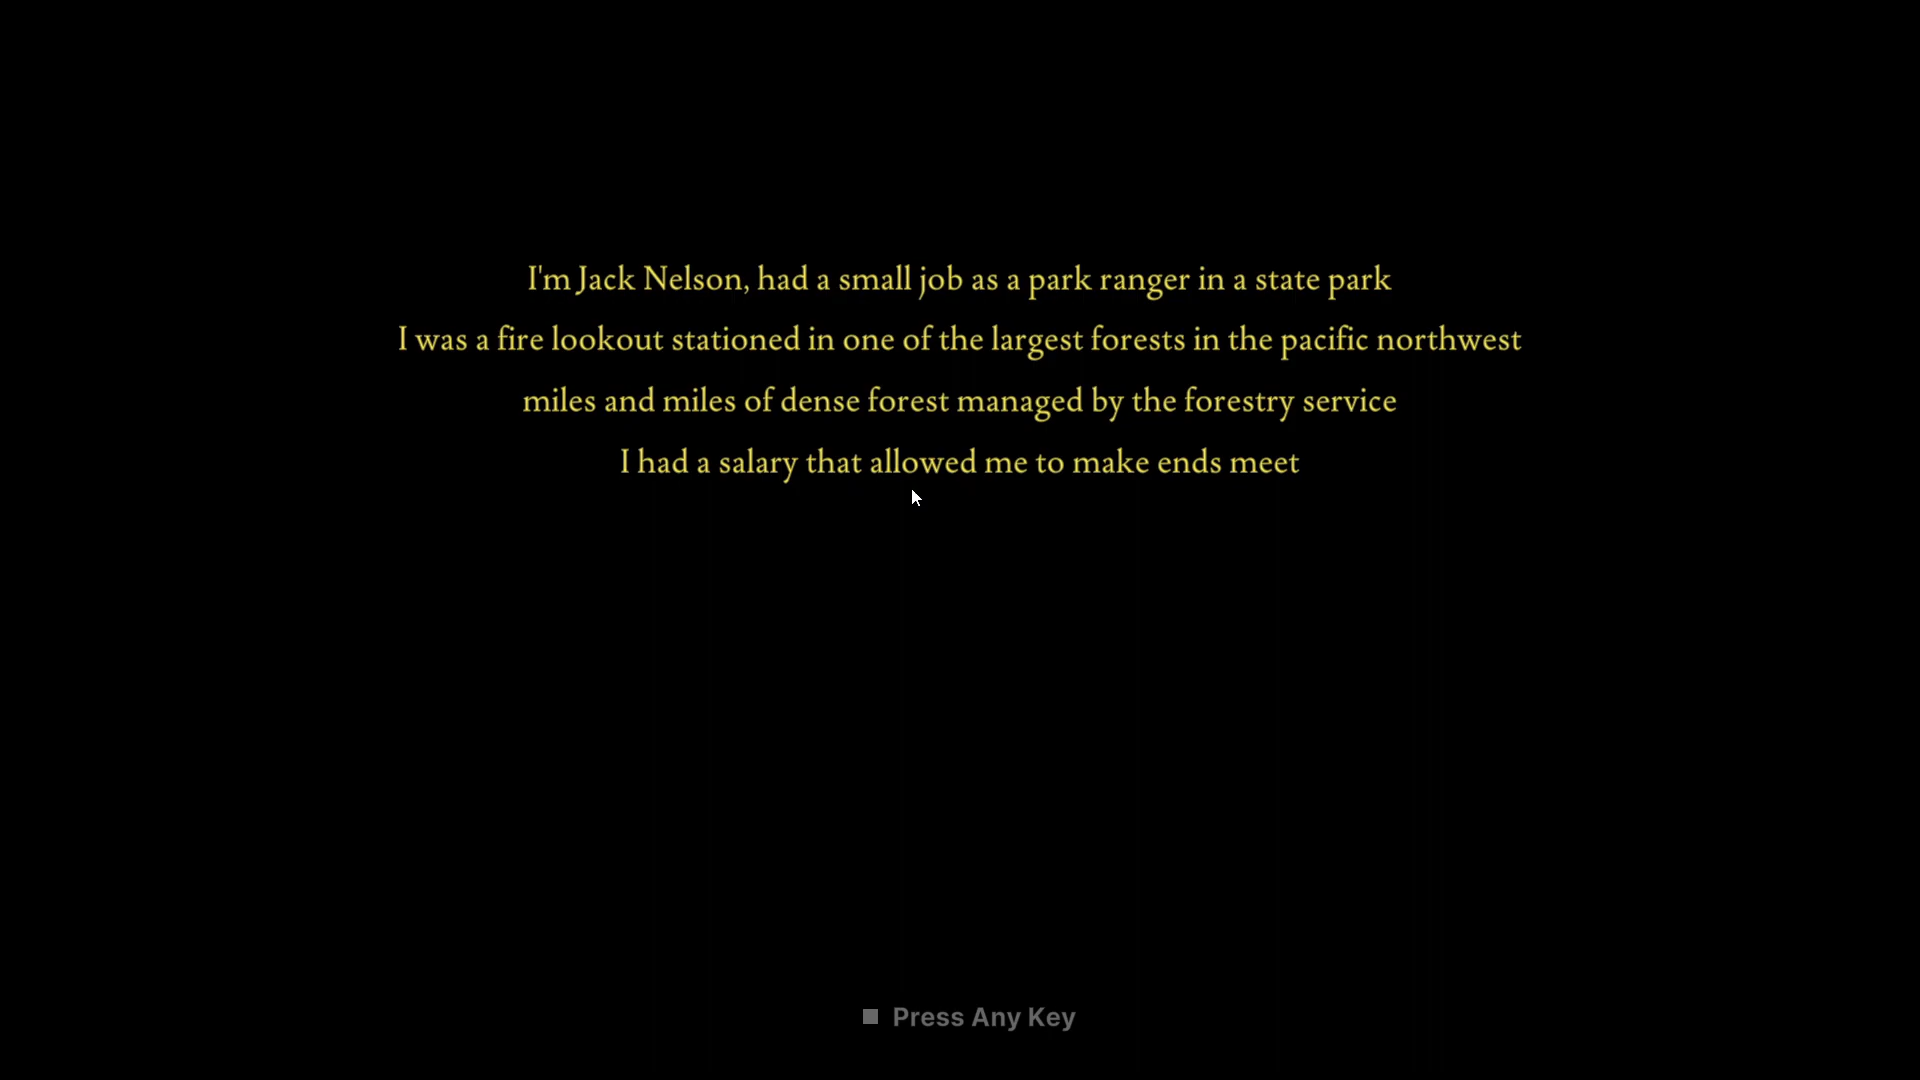 I'm Jack Nelson, had a small job as a park ranger in a state park
I was a fire lookout stationed in one of the largest forests in the pacific northwest
miles and miles of dense forest managed by the forestry service
I had a salary that allowed me to make ends meet
Press Any Key